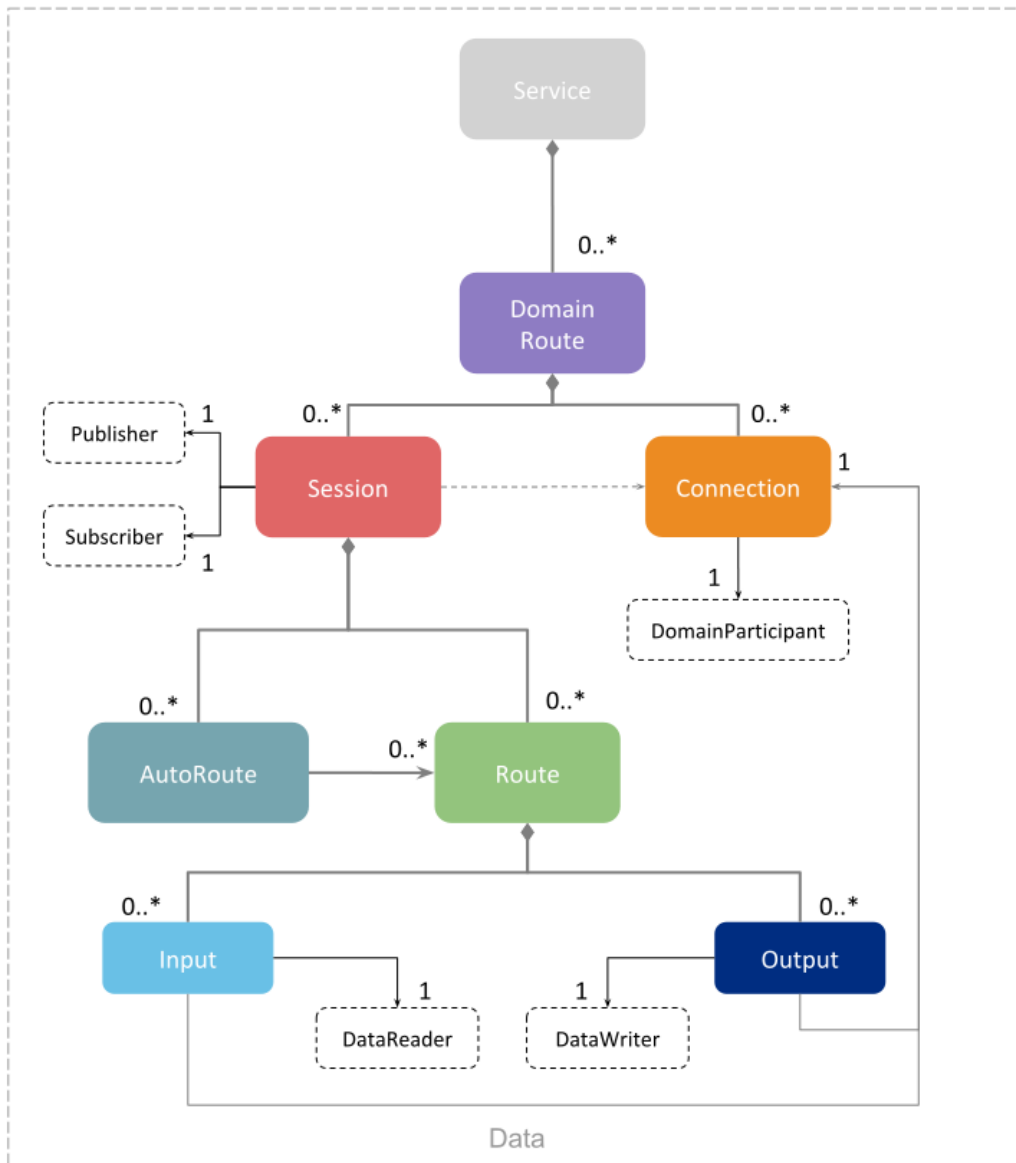 Service
0..*
Domain
Route
0..*
0..*
1
Publisher
Session
Connection
1
Subscriber
1
1
DomainParticipant
0..*
0..*
0..*
AutoRoute
Route
0..*
0..*
Input
Output
1
1
DataReader
DataWriter
Data